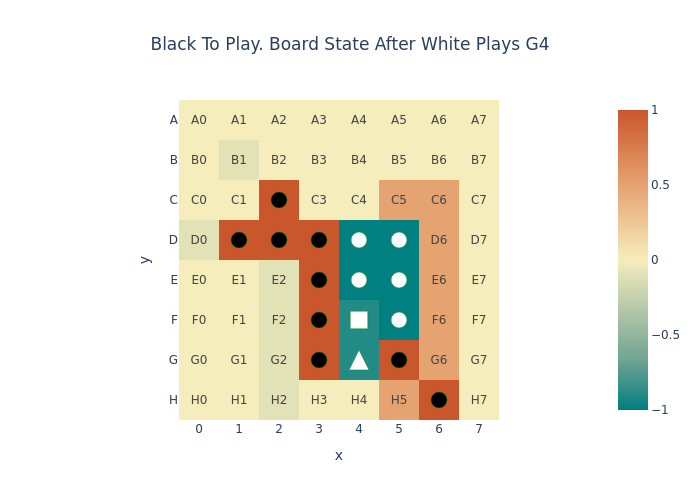 Black To Play. Board State After White Plays G4
A A0 A1 A2 A3 A4 A5 A6 A7
B B0 B1 B2 B3 B4 B5 B6 B7
C C0 C1 C3 C4 C5 C6 C7
D D0 D6 D7
E E0 E1 E2 E6 E7
F F0 F1 F2 F6 F7
G G0 G1 G2 G6 G7
H H0 H1 H2 H3 H4 H5 H7
0 1 2 3 4 5 6 7
x
y
1
0.5
0
−0.5
−1